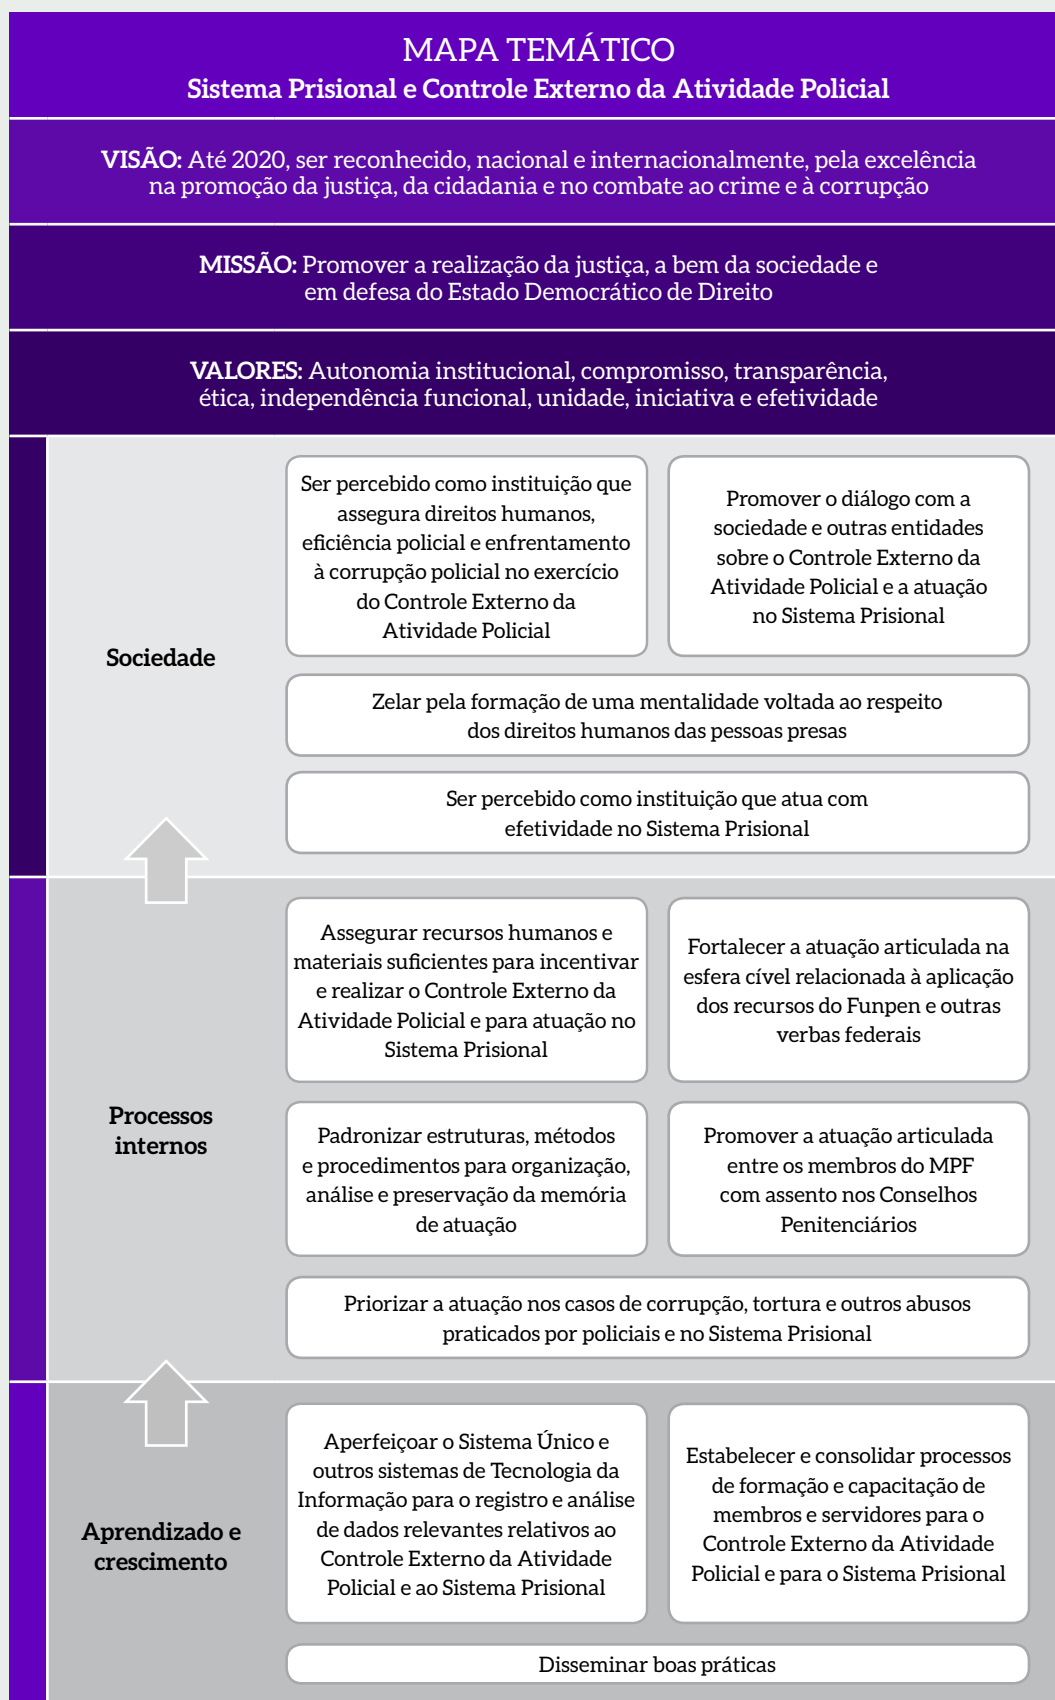 MAPA TEMÁTICO
Sistema Prisional e Controle Externo da Atividade Policial
VISÃO: Até 2020, ser reconhecido, nacional e internacionalmente, pela excelência
na promoção da justiça, da cidadania e no combate ao crime e à corrupção
MISSÃO: Promover a realização da justiça, a bem da sociedade e
em defesa do Estado Democrático de Direito
VALORES: Autonomia institucional, compromisso, transparência,
ética, independência funcional, unidade, iniciativa e efetividade
Sociedade
Ser percebido como instituição que
assegura direitos humanos,
eficiência policial e enfrentamento
à corrupção policial no exercício
do Controle Externo da
Atividade Policial
Promover o diálogo com a
sociedade e outras entidades
sobre o Controle Externo da
Atividade Policial e a atuação
no Sistema Prisional
Zelar pela formação de uma mentalidade voltada ao respeito
dos direitos humanos das pessoas presas
Ser percebido como instituição que atua com
efetividade no Sistema Prisional
Processos
internos
Assegurar recursos humanos e
materiais suficientes para incentivar
e realizar o Controle Externo da
Atividade Policial e para atuação no
Sistema Prisional
Fortalecer a atuação articulada na
esfera cível relacionada à aplicação
dos recursos do Funpen e outras
verbas federais
Padronizar estruturas, métodos
e procedimentos para organização,
análise e preservação da memória
de atuação
Promover a atuação articulada
entre os membros do MPF
com assento nos Conselhos
Penitenciários
Priorizar a atuação nos casos de corrupção, tortura e outros abusos
praticados por policiais e no Sistema Prisional
Aprendizado e
crescimento
Aperfeiçoar o Sistema Único e
outros sistemas de Tecnologia da
Informação para o registro e análise
de dados relevantes relativos ao
Controle Externo da Atividade
Policial e ao Sistema Prisional
Estabelecer e consolidar processos
de formação e capacitação de
membros e servidores para o
Controle Externo da Atividade
Policial e para o Sistema Prisional
Disseminar boas práticas